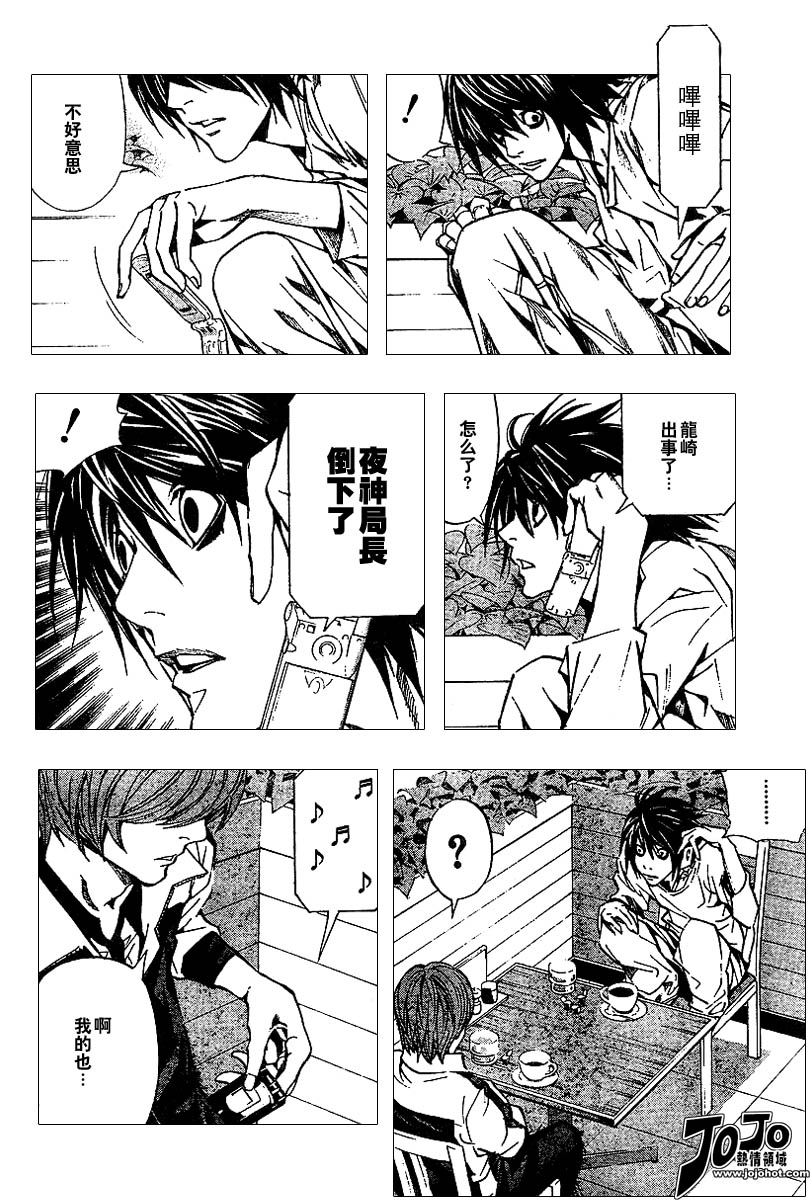 嗶嗶嗶
！
不好意思
龍崎
出事了…
怎么了？
夜神局長
倒下了
！
………
？
♪♪♪♪
啊
我的也…
JOJO
熱情領域
www.jojohot.com